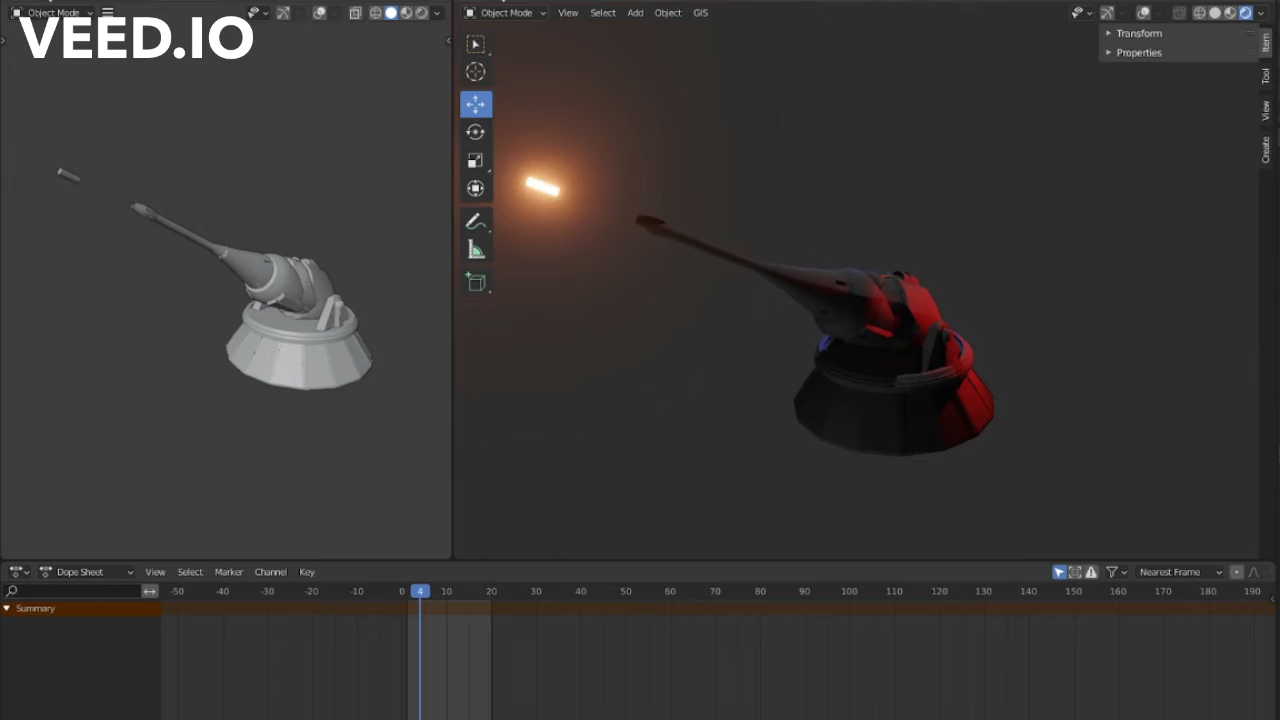 Object Mode
VEED.IO
Object Mode View Select Add Object GIS
Transform
Properties
Item
Tool
View
Create
Dope Sheet View Select Marker Channel Key Nearest Frame
-50 -40 -30 -20 -10 0 4 10 20 30 40 50 60 70 80 90 100 110 120 130 140 150 160 170 180 190
Summary